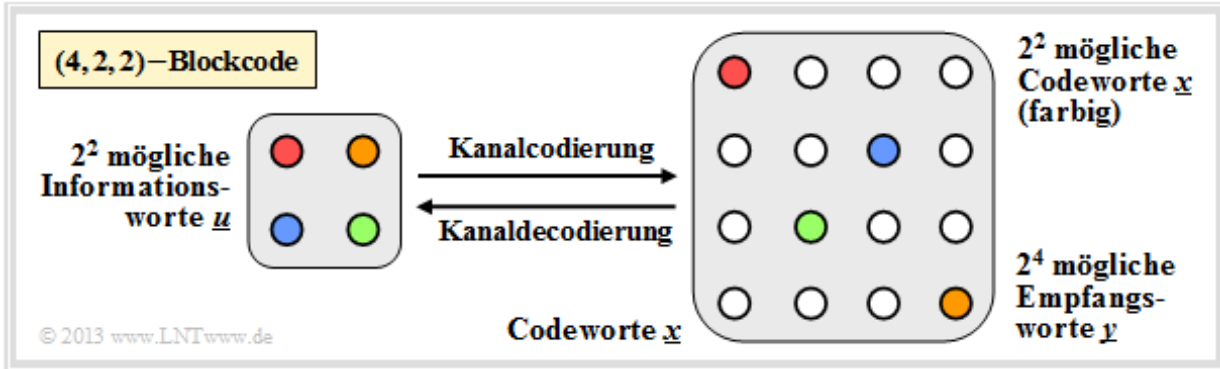 (4, 2, 2)–Blockcode
2² mögliche
Informations-
worte u
Kanalcodierung
Kanaldecodierung
Codeworte x
2² mögliche
Codeworte x
(farbig)
2⁴ mögliche
Empfangs-
worte y
© 2013 www.LNTwww.de